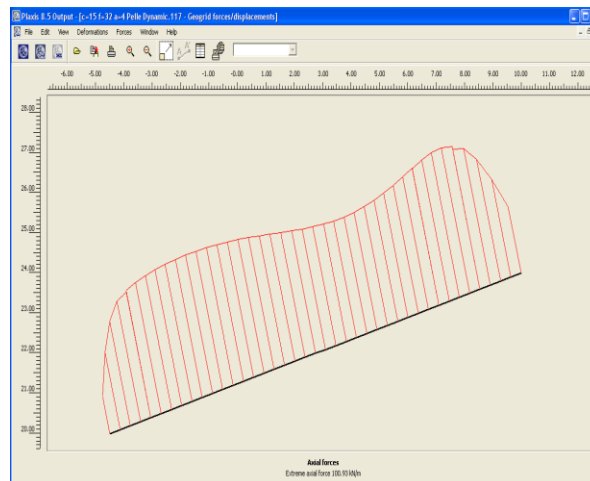 Plaxis 8.5 Output - [c=15 f=32 a=4 Pelle Dynamic.117 - Geogrid forces/displacements]
File Edit View Deformations Forces Window Help
-6.00 -5.00 -4.00 -3.00 -2.00 -1.00 -0.00 1.00 2.00 3.00 4.00 5.00 6.00 7.00 8.00 9.00 10.00 11.00 12.00
28.00
27.00
26.00
25.00
24.00
23.00
22.00
21.00
20.00
Axial forces
Extreme axial force 100.93 kN/m